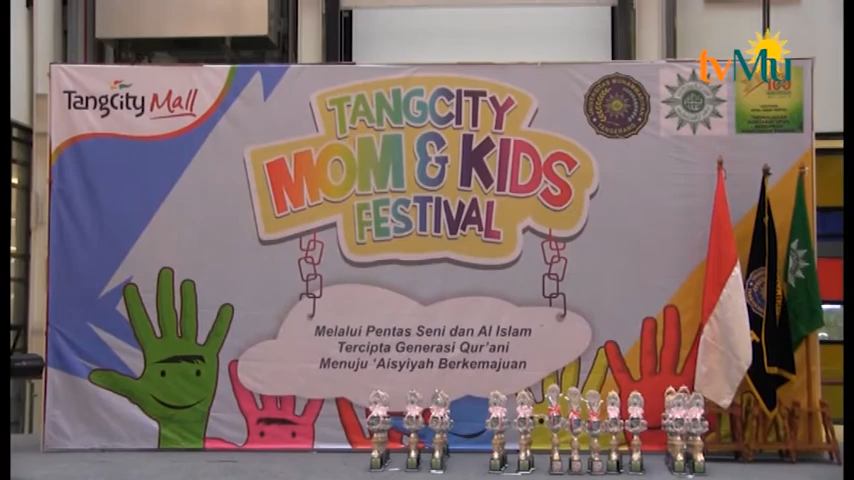 tvMu
TangCity Mall
TANGCITY
MOM & KIDS
FESTIVAL
Melalui Pentas Seni dan Al Islam
Tercipta Generasi Qur'ani
Menuju 'Aisyiyah Berkemajuan